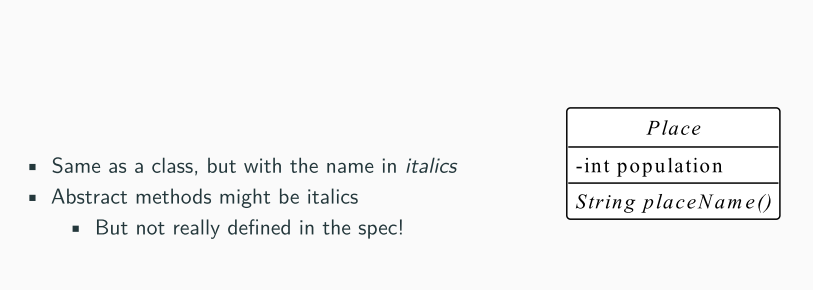 Same as a class, but with the name in italics
Abstract methods might be italics
But not really defined in the spec!
Place
-int population
String placeName()